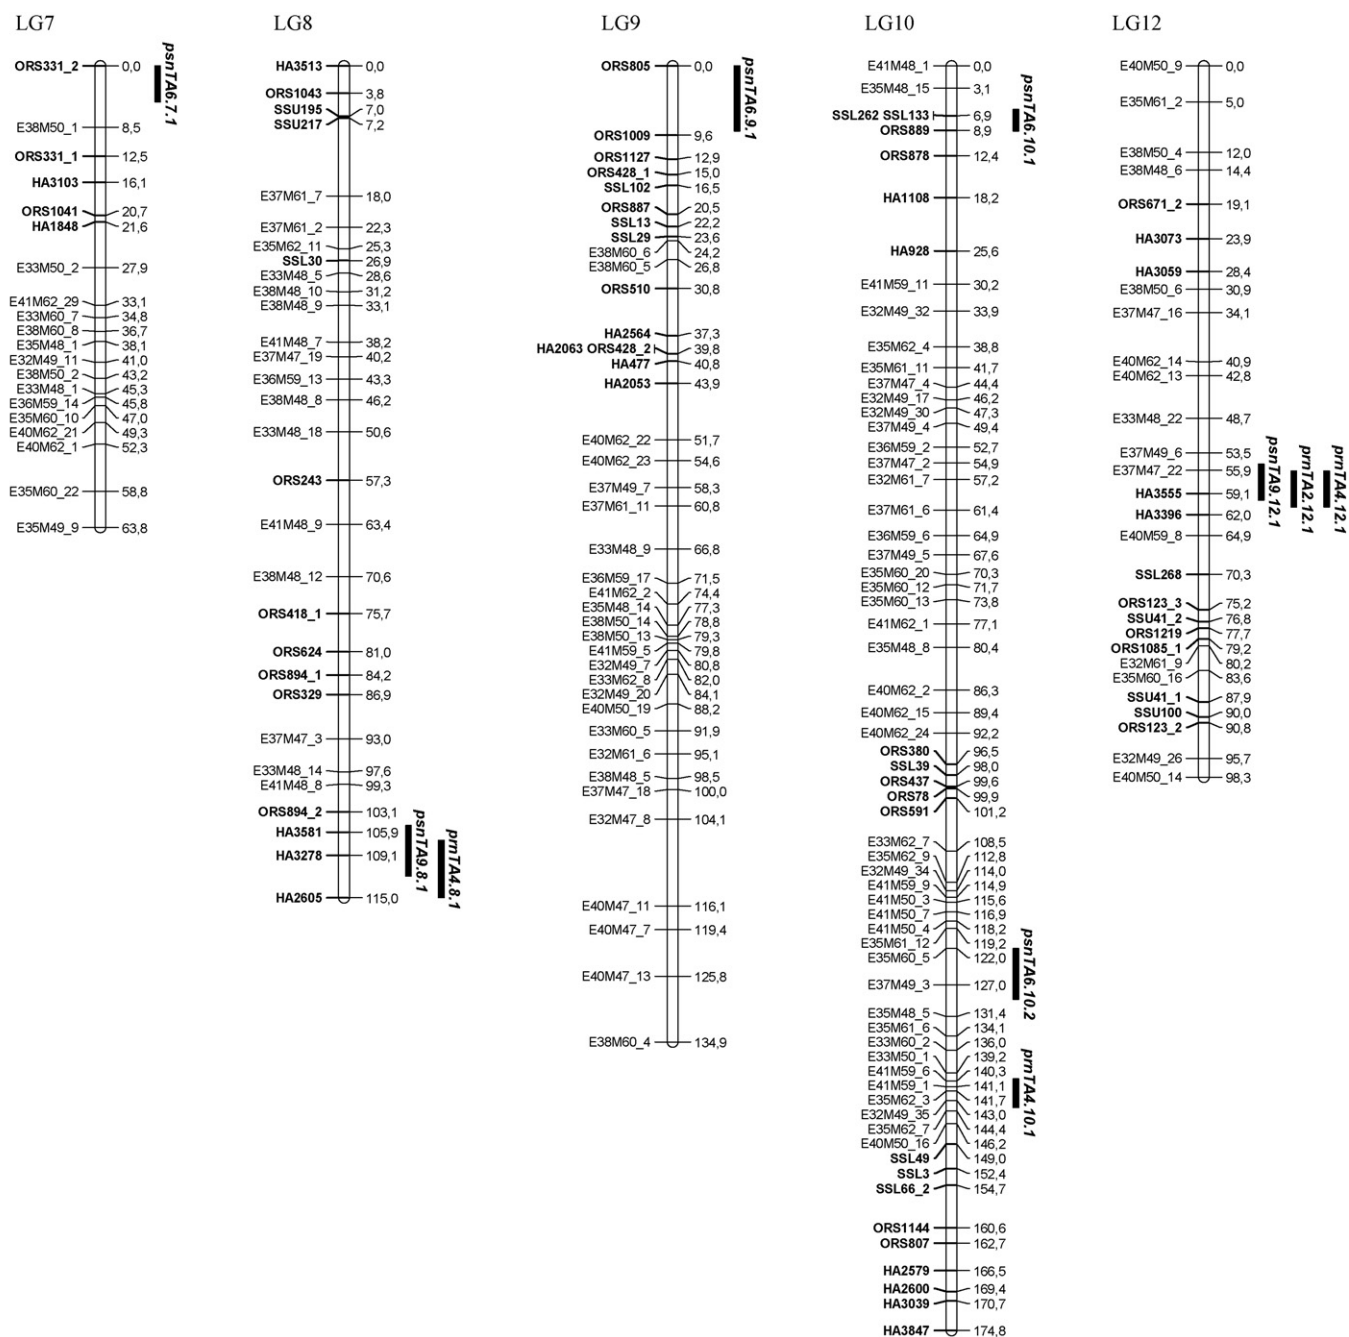 LG7
ORS331_2 0,0
E38M50_1 8,5
ORS331_1 12,5
HA3103 16,1
ORS1041 20,7
HA1848 21,6
E33M50_2 27,9
E41M62_29 33,1
E33M60_7 34,8
E38M60_8 36,7
E35M48_1 38,1
E32M49_11 41,0
E38M50_2 43,2
E33M48_1 45,3
E36M59_14 45,8
E35M60_10 47,0
E40M62_21 49,3
E40M62_1 52,3
E35M60_22 58,8
E35M49_9 63,8
psnTA6.7.1
LG8
HA3513 0,0
ORS1043 3,8
SSU195 7,0
SSU217 7,2
E37M61_7 18,0
E37M61_2 22,3
E35M62_11 25,3
SSL30 26,9
E33M48_5 28,6
E38M48_10 31,2
E38M48_9 33,1
E41M48_7 38,2
E37M47_19 40,2
E36M59_13 43,3
E38M48_8 46,2
E33M48_18 50,6
ORS243 57,3
E41M48_9 63,4
E38M48_12 70,6
ORS418_1 75,7
ORS624 81,0
ORS894_1 84,2
ORS329 86,9
E37M47_3 93,0
E33M48_14 97,6
E41M48_8 99,3
ORS894_2 103,1
HA3581 105,9
HA3278 109,1
HA2605 115,0
psnTA9.8.1
prnTA4.8.1
LG9
ORS805 0,0
ORS1009 9,6
ORS1127 12,9
ORS428_1 15,0
SSL102 16,5
ORS887 20,5
SSL13 22,2
SSL29 23,6
E38M60_6 24,2
E38M60_5 26,8
ORS510 30,8
HA2564 37,3
HA2063 ORS428_2 39,8
HA477 40,8
HA2053 43,9
E40M62_22 51,7
E40M62_23 54,6
E37M49_7 58,3
E37M61_11 60,8
E33M48_9 66,8
E36M59_17 71,5
E41M62_2 74,4
E35M48_14 77,3
E38M50_14 78,8
E38M50_13 79,3
E41M59_5 79,8
E32M49_7 80,8
E33M62_8 82,0
E32M49_20 84,1
E40M50_19 88,2
E33M60_5 91,9
E32M61_6 95,1
E38M48_5 98,5
E37M47_18 100,0
E32M47_8 104,1
E40M47_11 116,1
E40M47_7 119,4
E40M47_13 125,8
E38M60_4 134,9
psnTA6.9.1
LG10
E41M48_1 0,0
E35M48_15 3,1
SSL262 SSL133 6,9
ORS889 8,9
ORS878 12,4
HA1108 18,2
HA928 25,6
E41M59_11 30,2
E32M49_32 33,9
E35M62_4 38,8
E35M61_11 41,7
E37M47_4 44,4
E32M49_17 46,2
E32M49_30 47,3
E37M49_4 49,4
E36M59_2 52,7
E37M47_2 54,9
E32M61_7 57,2
E37M61_6 61,4
E36M59_6 64,9
E37M49_5 67,6
E35M60_20 70,3
E35M60_12 71,7
E35M60_13 73,8
E41M62_1 77,1
E35M48_8 80,4
E40M62_2 86,3
E40M62_15 89,4
E40M62_24 92,2
ORS380 96,5
SSL39 98,0
ORS437 99,6
ORS78 99,9
ORS591 101,2
E33M62_7 108,5
E35M62_9 112,8
E32M49_34 114,0
E41M59_9 114,9
E41M50_3 115,6
E41M50_7 116,9
E41M50_4 118,2
E35M61_12 119,2
E35M60_5 122,0
E37M49_3 127,0
E35M48_5 131,4
E35M61_6 134,1
E33M60_2 136,0
E33M50_1 139,2
E41M59_6 140,3
E41M59_1 141,1
E35M62_3 141,7
E32M49_35 143,0
E35M62_7 144,4
E40M50_16 146,2
SSL49 149,0
SSL3 152,4
SSL66_2 154,7
ORS1144 160,6
ORS807 162,7
HA2579 166,5
HA2600 169,4
HA3039 170,7
HA3847 174,8
psnTA6.10.1
psnTA6.10.2
prnTA4.10.1
LG12
E40M50_9 0,0
E35M61_2 5,0
E38M50_4 12,0
E38M48_6 14,4
ORS671_2 19,1
HA3073 23,9
HA3059 28,4
E38M50_6 30,9
E37M47_16 34,1
E40M62_14 40,9
E40M62_13 42,8
E33M48_22 48,7
E37M49_6 53,5
E37M47_22 55,9
HA3555 59,1
HA3396 62,0
E40M59_8 64,9
SSL268 70,3
ORS123_3 75,2
SSU41_2 76,8
ORS1219 77,7
ORS1085_1 79,2
E32M61_9 80,2
E35M60_16 83,6
SSU41_1 87,9
SSU100 90,0
ORS123_2 90,8
E32M49_26 95,7
E40M50_14 98,3
psnTA9.12.1
prnTA2.12.1
prnTA4.12.1